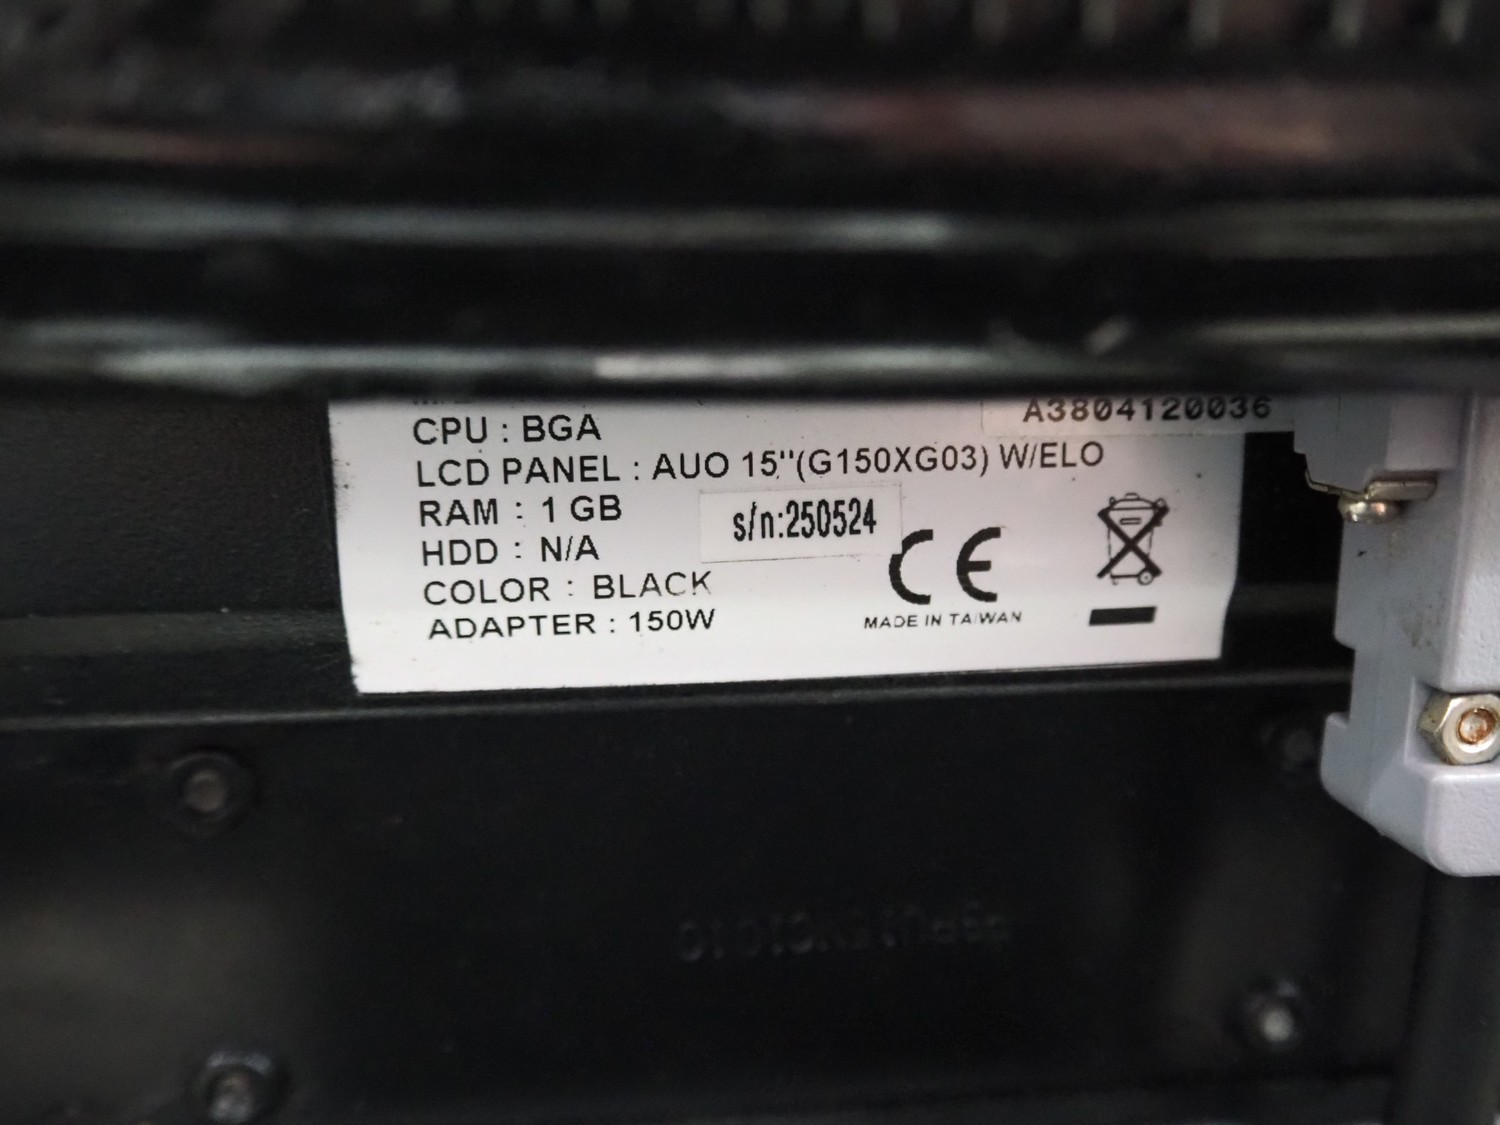 A3804120036
CPU : BGA
LCD PANEL : AUO 15"(G150XG03) W/ELO
RAM : 1 GB
s/n:250524
HDD : N/A
COLOR : BLACK
ADAPTER : 150W
CE
MADE IN TAIWAN